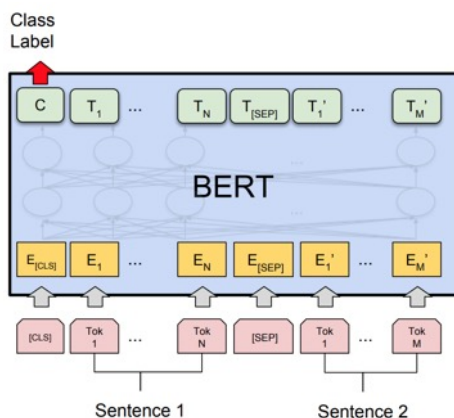 Class
Label
C T1 ... TN T[SEP] T1' ... TM'
...
BERT
...
E[CLS] E1 ... EN E[SEP] E1' ... EM'
[CLS] Tok 1 ... Tok N [SEP] Tok 1 ... Tok M
Sentence 1 Sentence 2